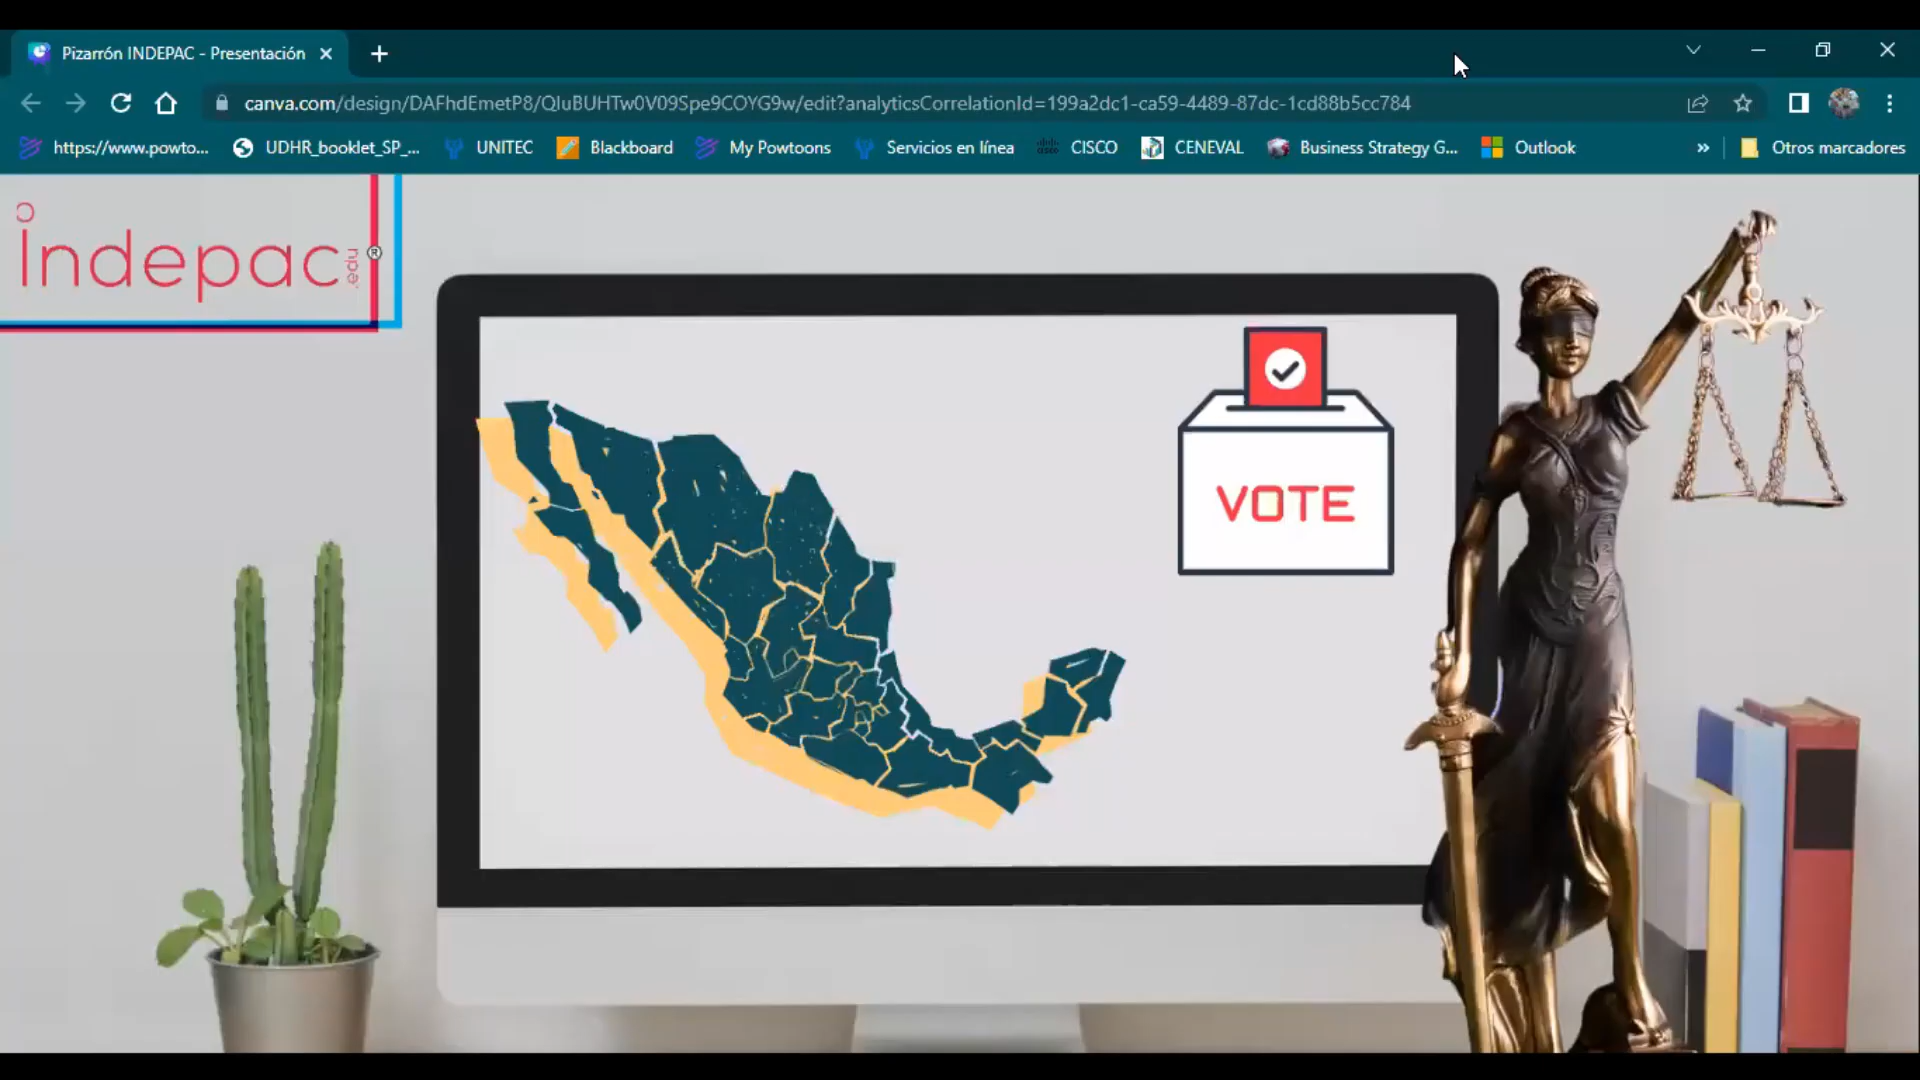 Pizarrón INDEPAC - Presentación
canva.com/design/DAFhdEmetP8/QIuBUHTw0V09Spe9COYG9w/edit?analyticsCorrelationId=199a2dc1-ca59-4489-87dc-1cd88b5cc784
https://www.powto... UDHR_booklet_SP_... UNITEC Blackboard My Powtoons Servicios en línea CISCO CENEVAL Business Strategy G... Outlook » Otros marcadores
indepac .edu ®
VOTE